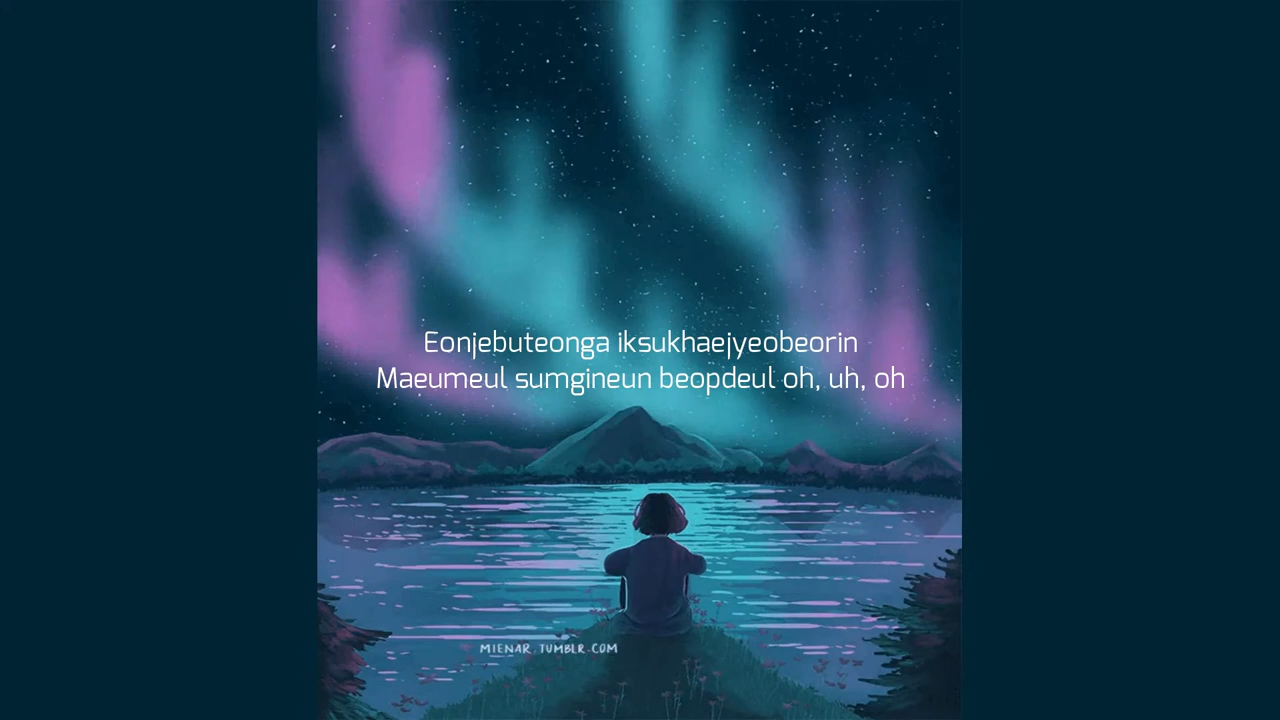 Eonjebuteonga iksukhaejyeobeorin
Maeumeul sumgineun beopdeul oh, uh, oh
MIENAR.TUMBLR.COM